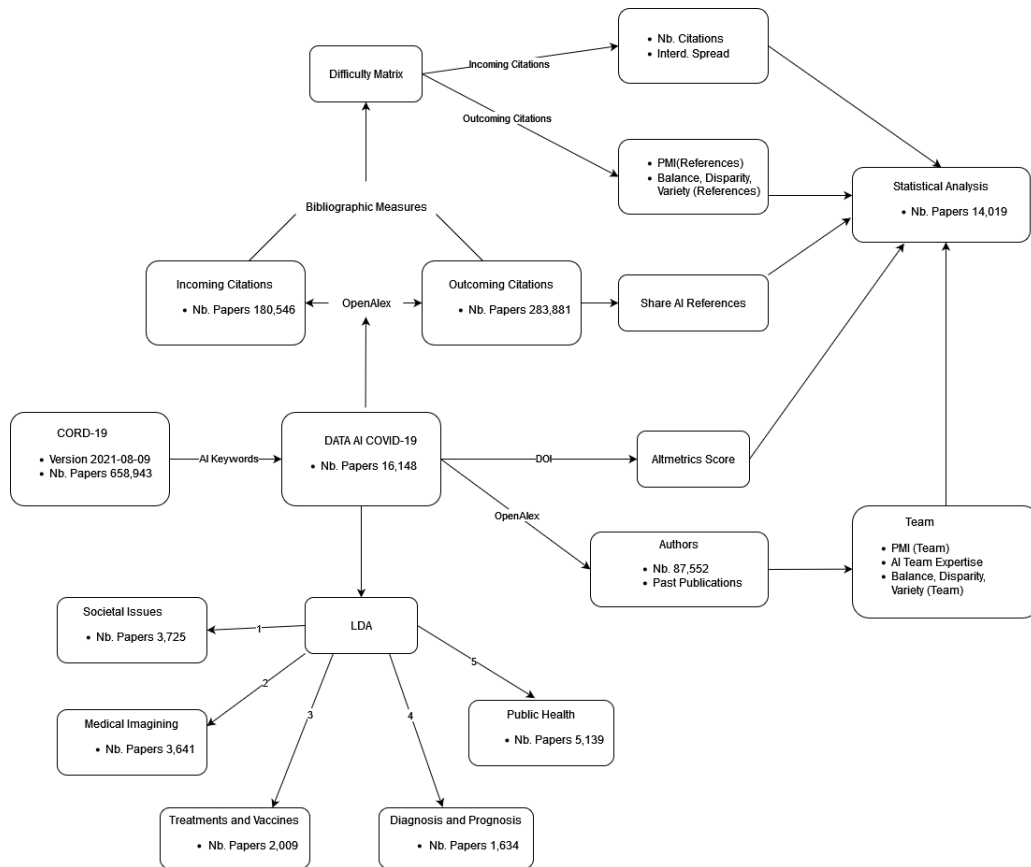 Nb. Citations
Interd. Spread
Incoming Citations
Difficulty Matrix
Outcoming Citations
PMI(References)
Balance, Disparity,
Variety (References)
Statistical Analysis
Nb. Papers 14,019
Bibliographic Measures
Incoming Citations
Nb. Papers 180,546
OpenAlex
Outcoming Citations
Nb. Papers 283,881
Share AI References
CORD-19
Version 2021-08-09
Nb. Papers 658,943
AI Keywords
DATA AI COVID-19
Nb. Papers 16,148
DOI
Altmetrics Score
OpenAlex
Authors
Nb. 87,552
Past Publications
Team
PMI (Team)
AI Team Expertise
Balance, Disparity,
Variety (Team)
Societal Issues
Nb. Papers 3,725
1
LDA
2
3
4
5
Medical Imagining
Nb. Papers 3,641
Public Health
Nb. Papers 5,139
Treatments and Vaccines
Nb. Papers 2,009
Diagnosis and Prognosis
Nb. Papers 1,634